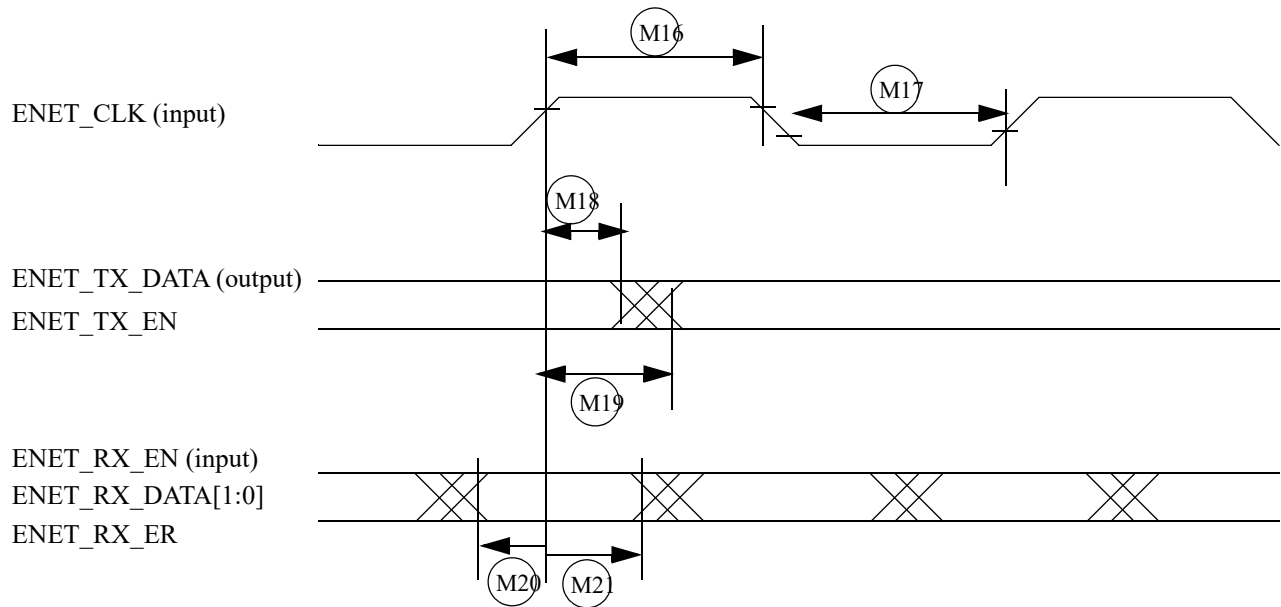 M16
M17
ENET_CLK (input)
M18
ENET_TX_DATA (output)
ENET_TX_EN
M19
ENET_RX_EN (input)
ENET_RX_DATA[1:0]
ENET_RX_ER
M20
M21